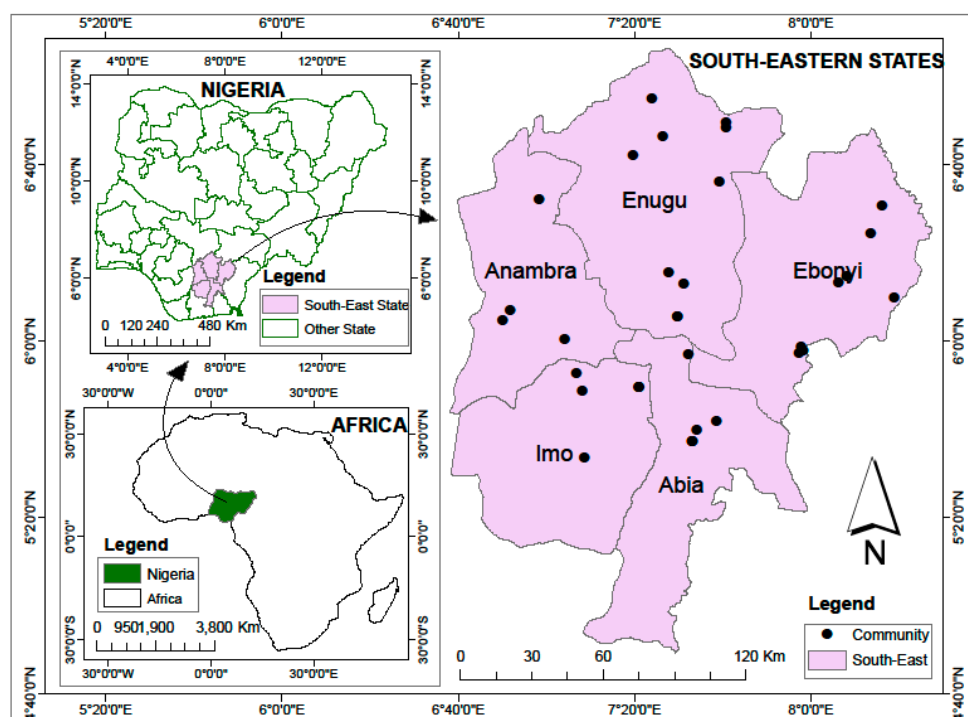 5°20'0"E 6°0'0"E 6°40'0"E 7°20'0"E 8°0'0"E
4°0'0"E 8°0'0"E 12°0'0"E
NIGERIA
14°0'0"N
10°0'0"N
6°0'0"N
14°0'0"N
10°0'0"N
6°0'0"N
Legend
South-East State
Other State
0 120 240 480 Km
4°0'0"E 8°0'0"E 12°0'0"E
30°0'0"W 0°0'0" 30°0'0"E
AFRICA
30°0'0"N
0°0'0"
30°0'0"S
30°0'0"N
0°0'0"
30°0'0"S
Legend
Nigeria
Africa
0 9501,900 3,800 Km
30°0'0"W 0°0'0" 30°0'0"E
SOUTH-EASTERN STATES
Enugu
Anambra
Ebonyi
Imo
Abia
N
Legend
Community
South-East
0 30 60 120 Km
6°40'0"N
6°0'0"N
5°20'0"N
4°40'0"N
6°40'0"N
6°0'0"N
5°20'0"N
4°40'0"N
5°20'0"E 6°0'0"E 6°40'0"E 7°20'0"E 8°0'0"E